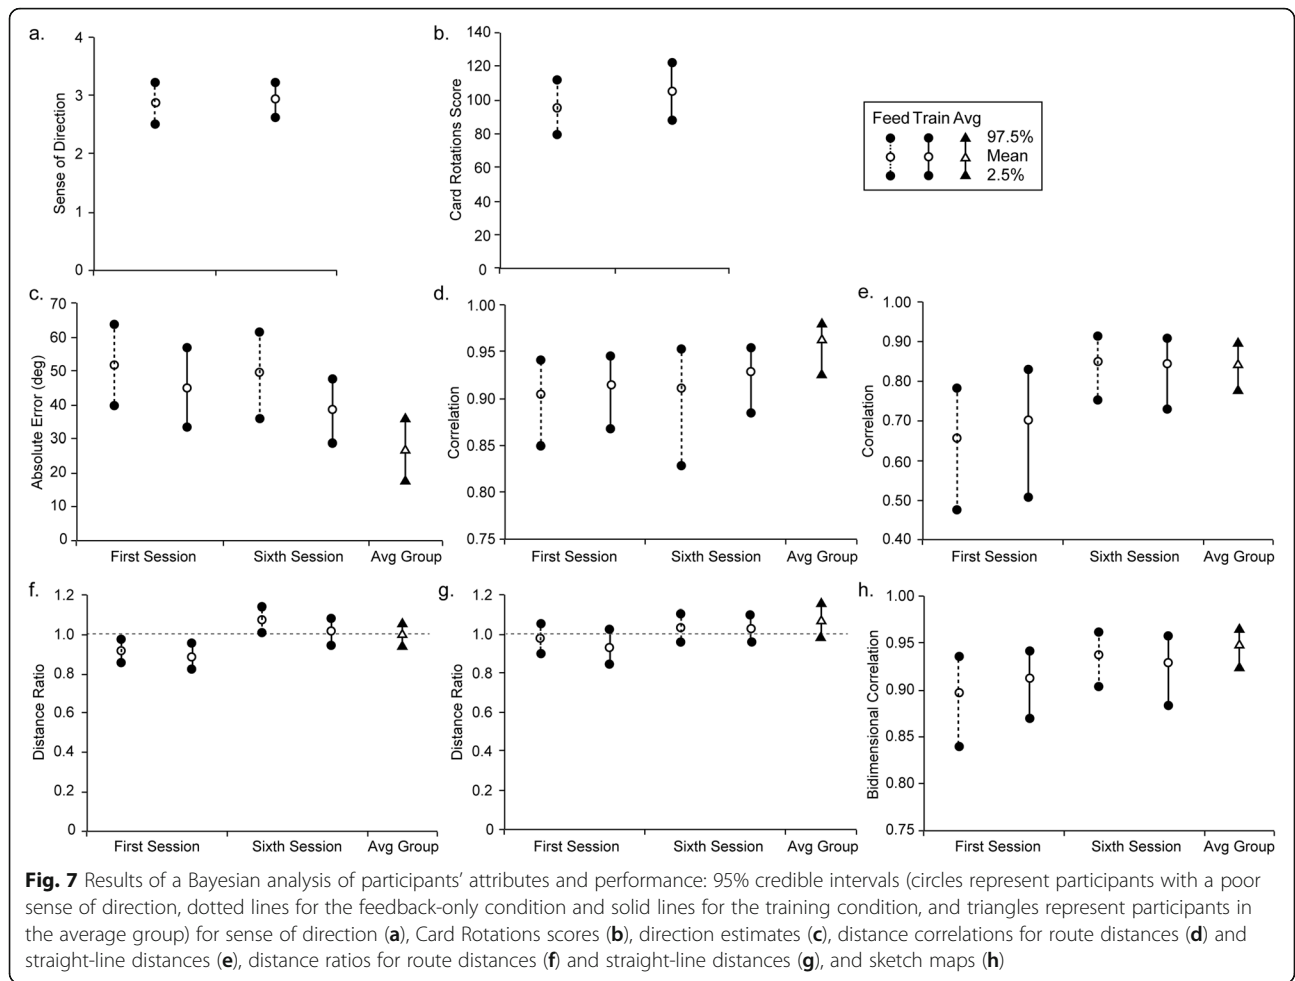 a.
4
3
2
1
0
Sense of Direction
b.
140
120
100
80
60
40
20
0
Card Rotations Score
Feed Train Avg
97.5%
Mean
2.5%
c.
70
60
50
40
30
20
10
0
Absolute Error (deg)
First Session Sixth Session Avg Group
d.
1.00
0.95
0.90
0.85
0.80
0.75
Correlation
First Session Sixth Session Avg Group
e.
1.00
0.90
0.80
0.70
0.60
0.50
0.40
Correlation
First Session Sixth Session Avg Group
f.
1.2
1.0
0.8
0.6
0.4
0.2
0
Distance Ratio
First Session Sixth Session Avg Group
g.
1.2
1.0
0.8
0.6
0.4
0.2
0
Distance Ratio
First Session Sixth Session Avg Group
h.
1.00
0.95
0.90
0.85
0.80
0.75
Bidimensional Correlation
First Session Sixth Session Avg Group
Fig. 7 Results of a Bayesian analysis of participants' attributes and performance: 95% credible intervals (circles represent participants with a poor
sense of direction, dotted lines for the feedback-only condition and solid lines for the training condition, and triangles represent participants in
the average group) for sense of direction (a), Card Rotations scores (b), direction estimates (c), distance correlations for route distances (d) and
straight-line distances (e), distance ratios for route distances (f) and straight-line distances (g), and sketch maps (h)